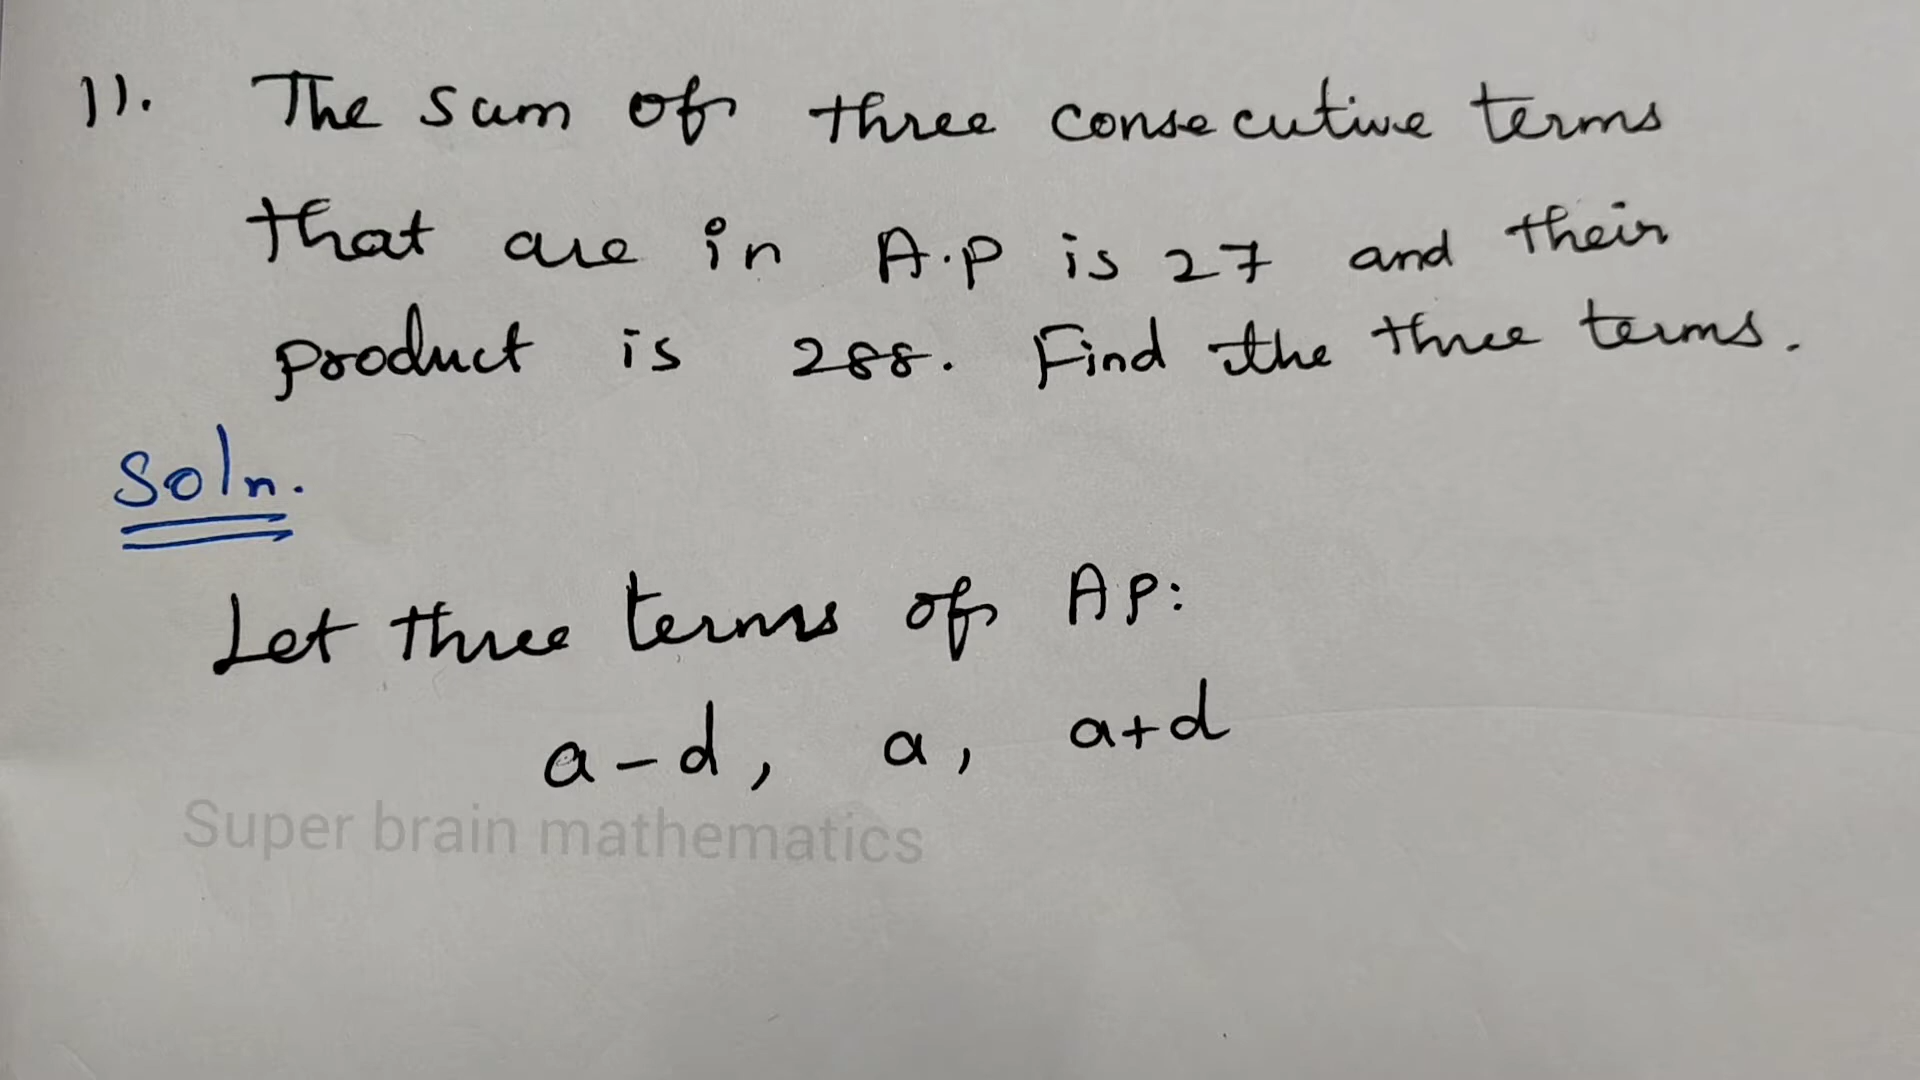 11. The sum of three consecutive terms
that are in A.P is 27 and their
product is 288. Find the three terms.
Soln.
Let three terms of AP:
a-d, a, a+d
Super brain mathematics